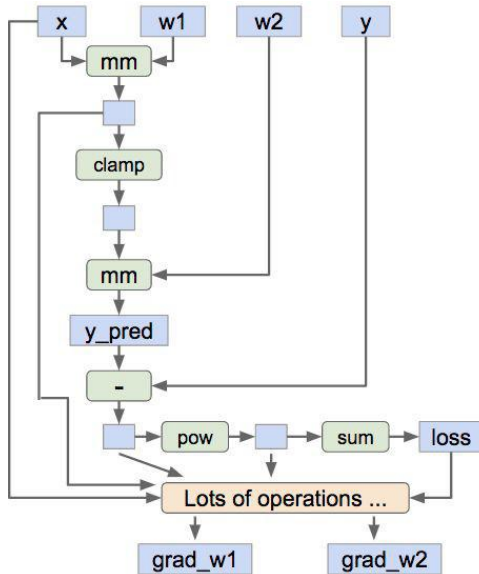 x w1 w2 y
mm
clamp
mm
y_pred
-
pow sum loss
Lots of operations ...
grad_w1 grad_w2